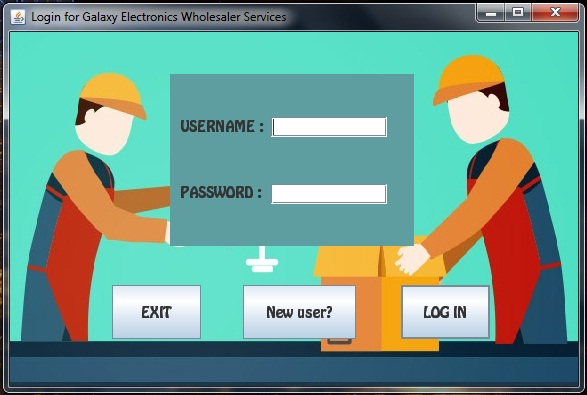 Login for Galaxy Electronics Wholesaler Services
USERNAME :
PASSWORD :
EXIT
New user?
LOG IN